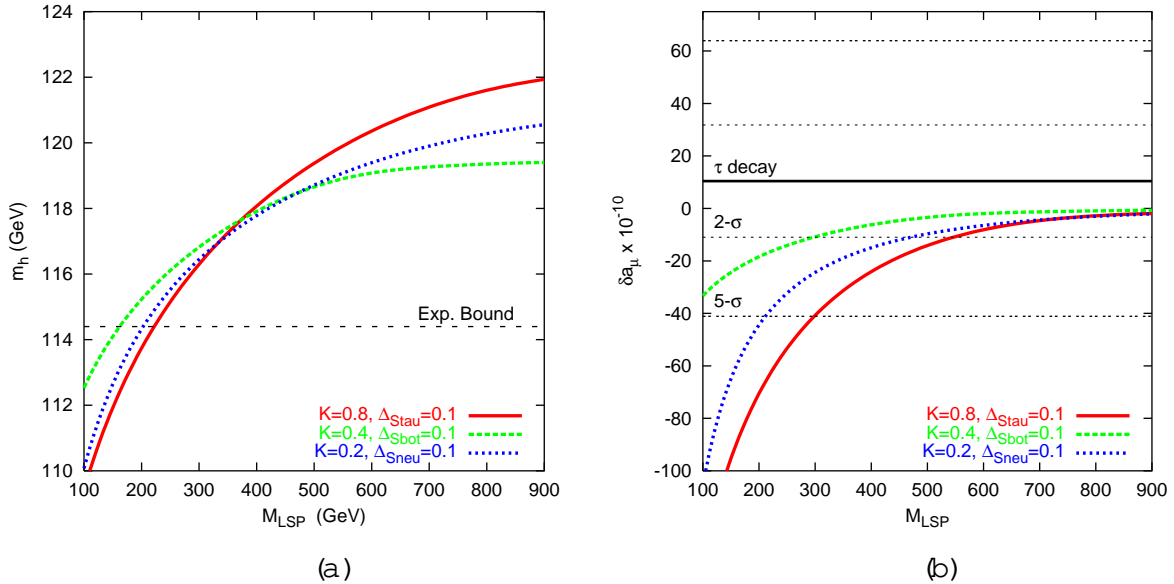 124
122
120
118
116
114
112
110
m_h (GeV)
Exp. Bound
K=0.8, Δ_Stau=0.1
K=0.4, Δ_Sbot=0.1
K=0.2, Δ_Sneu=0.1
100 200 300 400 500 600 700 800 900
M_LSP (GeV)
(a)
60
40
20
0
-20
-40
-60
-80
-100
δa_μ x 10^-10
τ decay
2-σ
5-σ
K=0.8, Δ_Stau=0.1
K=0.4, Δ_Sbot=0.1
K=0.2, Δ_Sneu=0.1
100 200 300 400 500 600 700 800 900
M_LSP
(b)